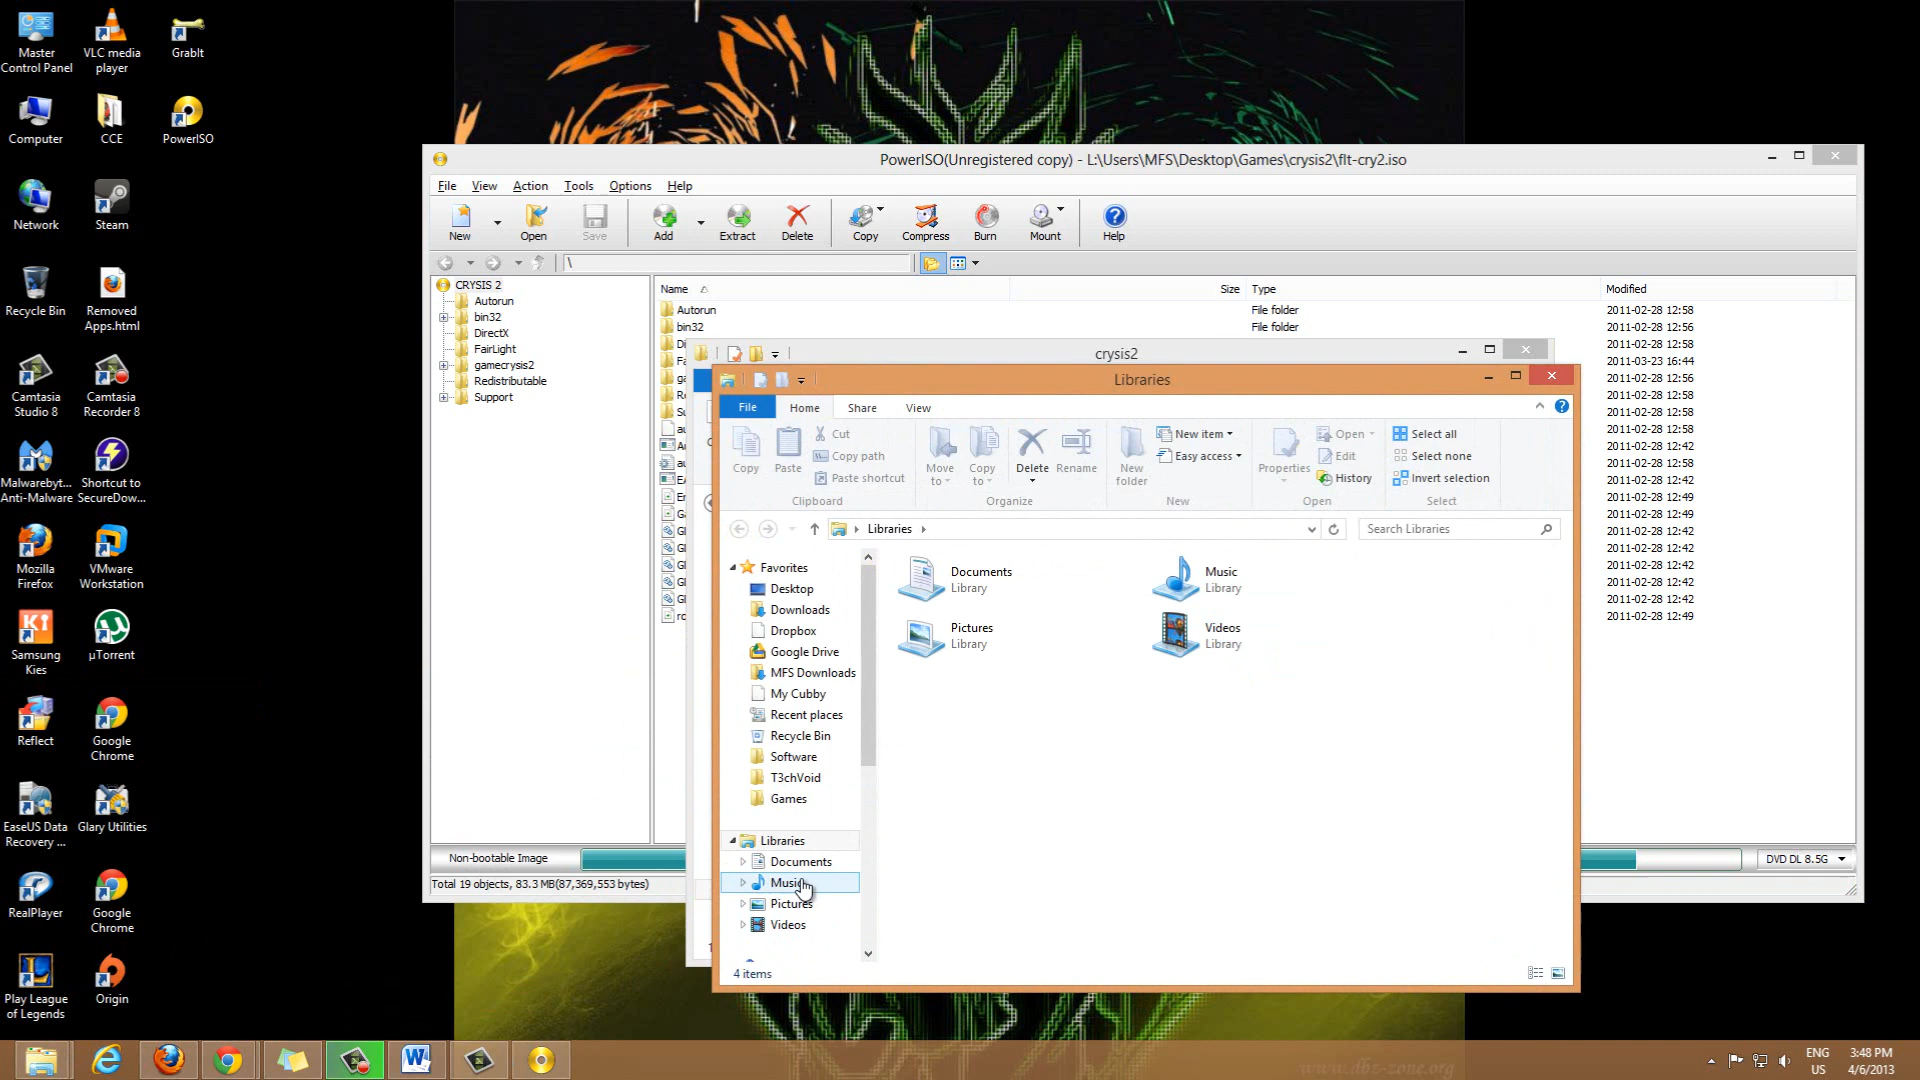 Master
Control Panel
VLC media
player
GrabIt
Computer
CCE
PowerISO
Network
Steam
Recycle Bin
Removed
Apps.html
Camtasia
Studio 8
Camtasia
Recorder 8
Malwarebyt...
Anti-Malware
Shortcut to
SecureDow...
Mozilla
Firefox
VMware
Workstation
Samsung
Kies
µTorrent
Reflect
Google
Chrome
EaseUS Data
Recovery ...
Glary Utilities
RealPlayer
Google
Chrome
Play League
of Legends
Origin
PowerISO(Unregistered copy) - L:\Users\MFS\Desktop\Games\crysis2\flt-cry2.iso
File View Action Tools Options Help
New Open Save Add Extract Delete Copy Compress Burn Mount Help
\
CRYSIS 2
Autorun
bin32
DirectX
FairLight
gamecrysis2
Redistributable
Support
Name Size Type Modified
Autorun File folder 2011-02-28 12:58
bin32 File folder 2011-02-28 12:56
2011-02-28 12:58
2011-03-23 16:44
2011-02-28 12:56
2011-02-28 12:58
2011-02-28 12:58
2011-02-28 12:58
2011-02-28 12:42
2011-02-28 12:58
2011-02-28 12:42
2011-02-28 12:49
2011-02-28 12:49
2011-02-28 12:42
2011-02-28 12:42
2011-02-28 12:42
2011-02-28 12:42
2011-02-28 12:42
2011-02-28 12:49
Non-bootable Image
DVD DL 8.5G
Total 19 objects, 83.3 MB(87,369,553 bytes)
crysis2
Libraries
File Home Share View
Copy Paste Cut
Copy path
Paste shortcut
Clipboard
Move
to
Copy
to
Delete Rename
Organize
New
folder
New item
Easy access
New
Properties
Open
Edit
History
Open
Select all
Select none
Invert selection
Select
Libraries
Search Libraries
Favorites
Desktop
Downloads
Dropbox
Google Drive
MFS Downloads
My Cubby
Recent places
Recycle Bin
Software
T3chVoid
Games
Libraries
Documents
Music
Pictures
Videos
Documents
Library
Music
Library
Pictures
Library
Videos
Library
4 items
www.dbz-zone.org
ENG
US
3:48 PM
4/6/2013